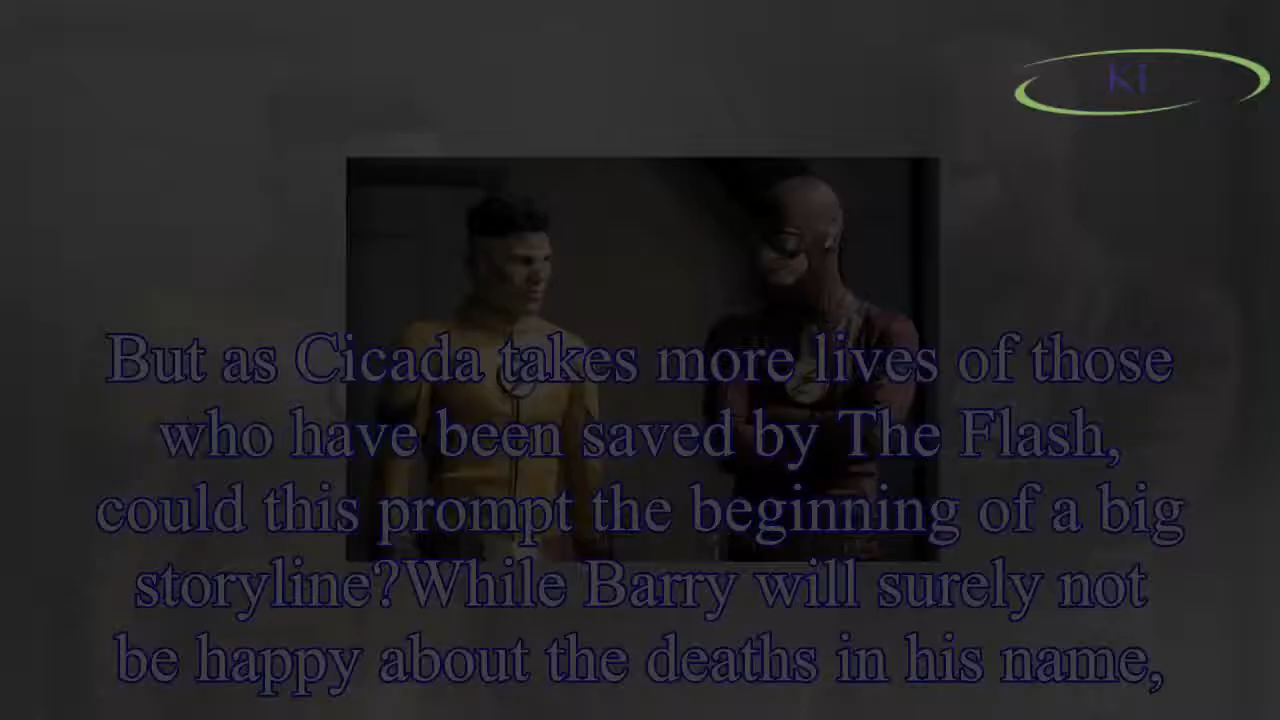 KI
But as Cicada takes more lives of those
who have been saved by The Flash,
could this prompt the beginning of a big
storyline?While Barry will surely not
be happy about the deaths in his name,